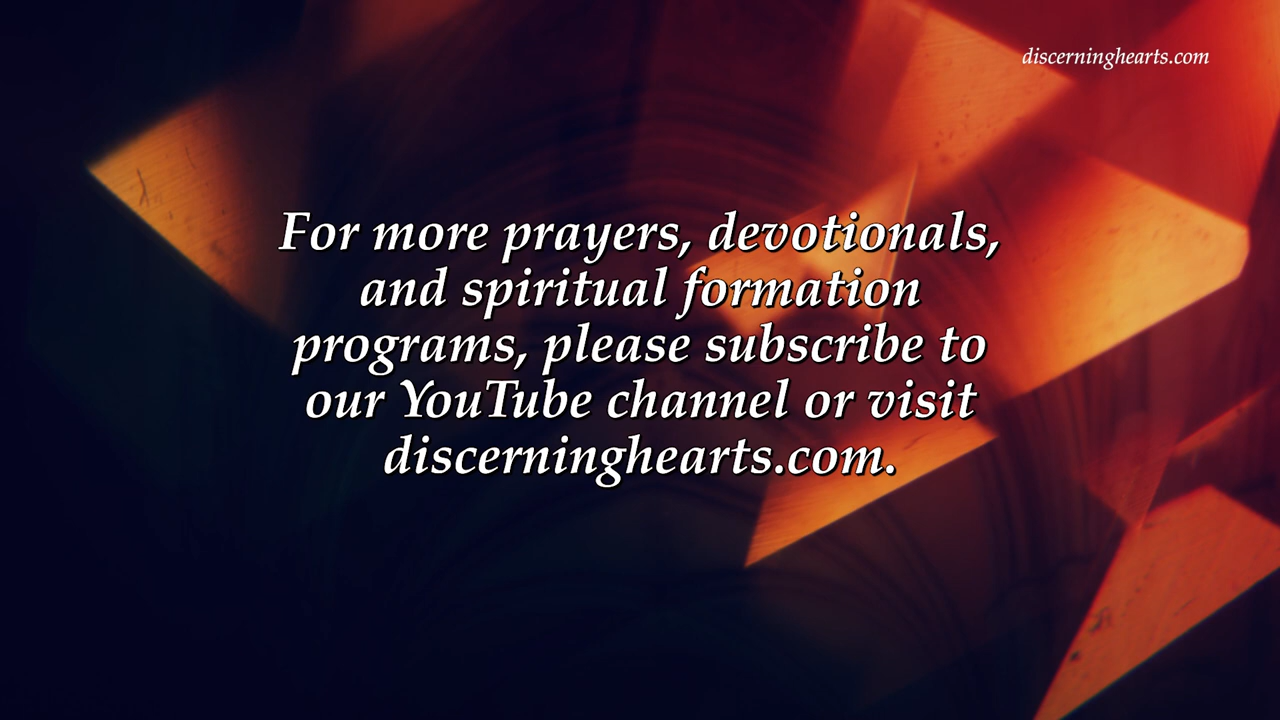 discerninghearts.com
For more prayers, devotionals,
and spiritual formation
programs, please subscribe to
our YouTube channel or visit
discerninghearts.com.